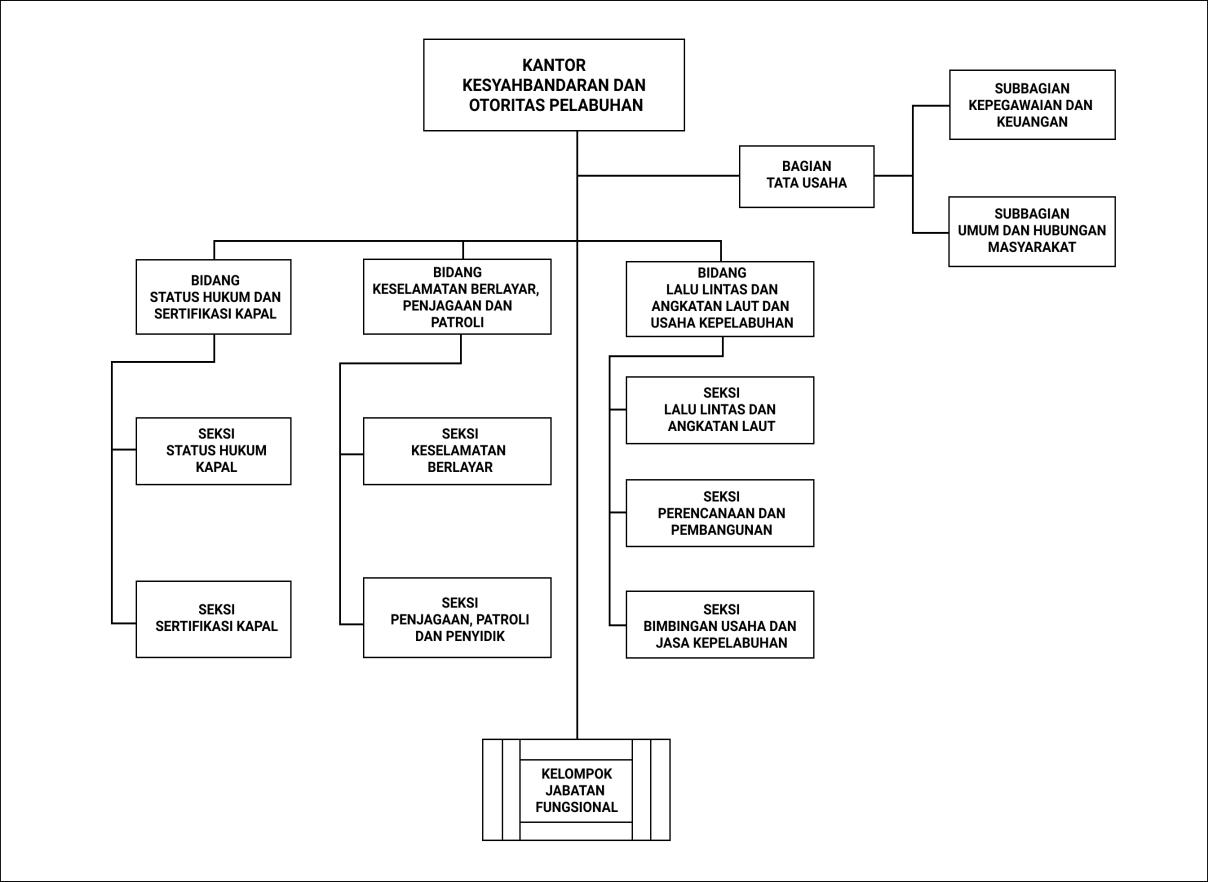 KANTOR
KESYAHBANDARAN DAN
OTORITAS PELABUHAN
SUBBAGIAN
KEPEGAWAIAN DAN
KEUANGAN
BAGIAN
TATA USAHA
SUBBAGIAN
UMUM DAN HUBUNGAN
MASYARAKAT
BIDANG
STATUS HUKUM DAN
SERTIFIKASI KAPAL
BIDANG
KESELAMATAN BERLAYAR,
PENJAGAAN DAN
PATROLI
BIDANG
LALU LINTAS DAN
ANGKATAN LAUT DAN
USAHA KEPELABUHAN
SEKSI
STATUS HUKUM
KAPAL
SEKSI
SERTIFIKASI KAPAL
SEKSI
KESELAMATAN
BERLAYAR
SEKSI
PENJAGAAN, PATROLI
DAN PENYIDIK
SEKSI
LALU LINTAS DAN
ANGKATAN LAUT
SEKSI
PERENCANAAN DAN
PEMBANGUNAN
SEKSI
BIMBINGAN USAHA DAN
JASA KEPELABUHAN
KELOMPOK
JABATAN
FUNGSIONAL